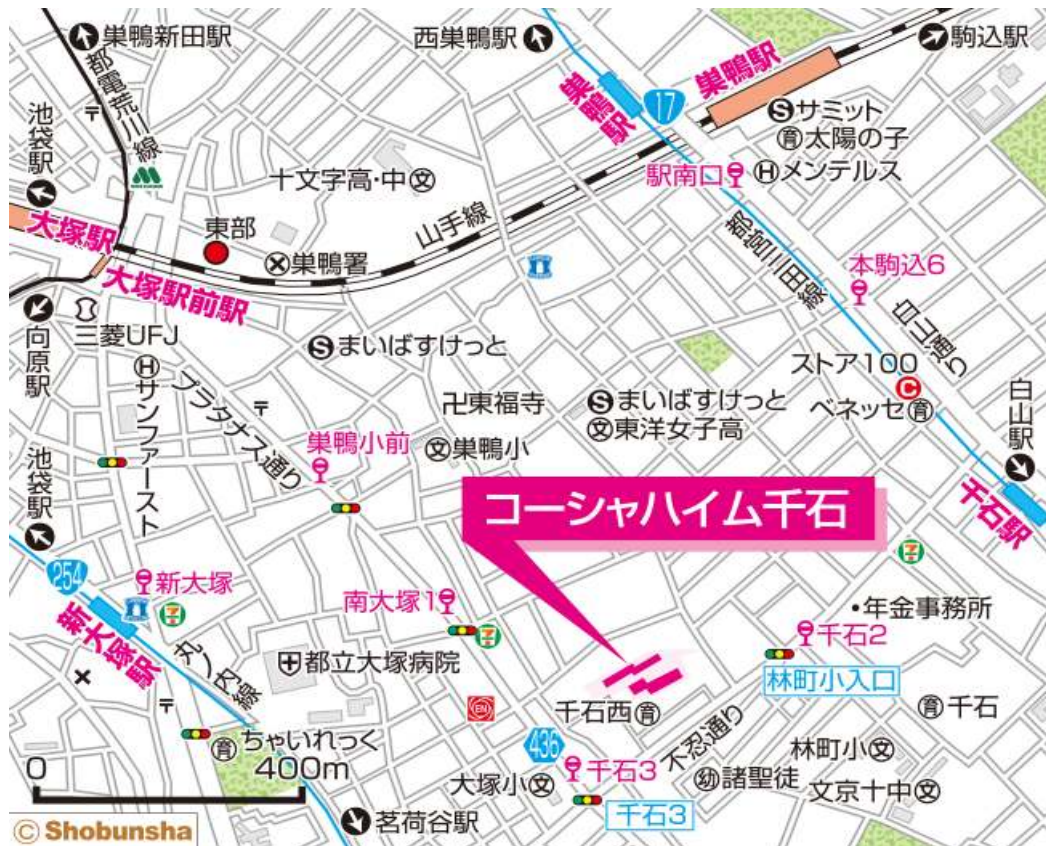 巣鴨新田駅
西巣鴨駅
駒込駅
巣鴨駅
巣鴨駅
17
都電荒川線
池袋駅
サミット
太陽の子
メンテルス
駅南口
十文字高・中
山手線
東部
巣鴨署
大塚駅
大塚駅前駅
都営三田線
本駒込6
白山通り
向原駅
三菱UFJ
まいばすけっと
サンファースト
プラタナス通り
卍東福寺
まいばすけっと
東洋女子高
ストア100
ベネッセ
白山駅
巣鴨小前
巣鴨小
池袋駅
コーシャハイム千石
千石駅
254
新大塚
新大塚駅
丸ノ内線
南大塚1
都立大塚病院
・年金事務所
千石2
林町小入口
千石西
不忍通り
千石
436
千石3
林町小
ちゃいれっく
大塚小
諸聖徒
文京十中
千石3
茗荷谷駅
0
400m
© Shobunsha